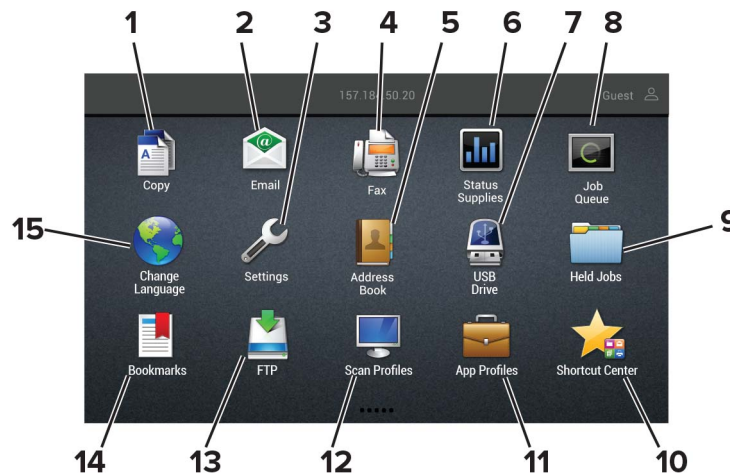 1 2 3 4 5 6 7 8
157.184.50.20 Guest
A @
Copy Email Fax Status Supplies Job Queue
15 9
Change Language Settings Address Book USB Drive Held Jobs
Bookmarks FTP Scan Profiles App Profiles Shortcut Center
14 13 12 11 10